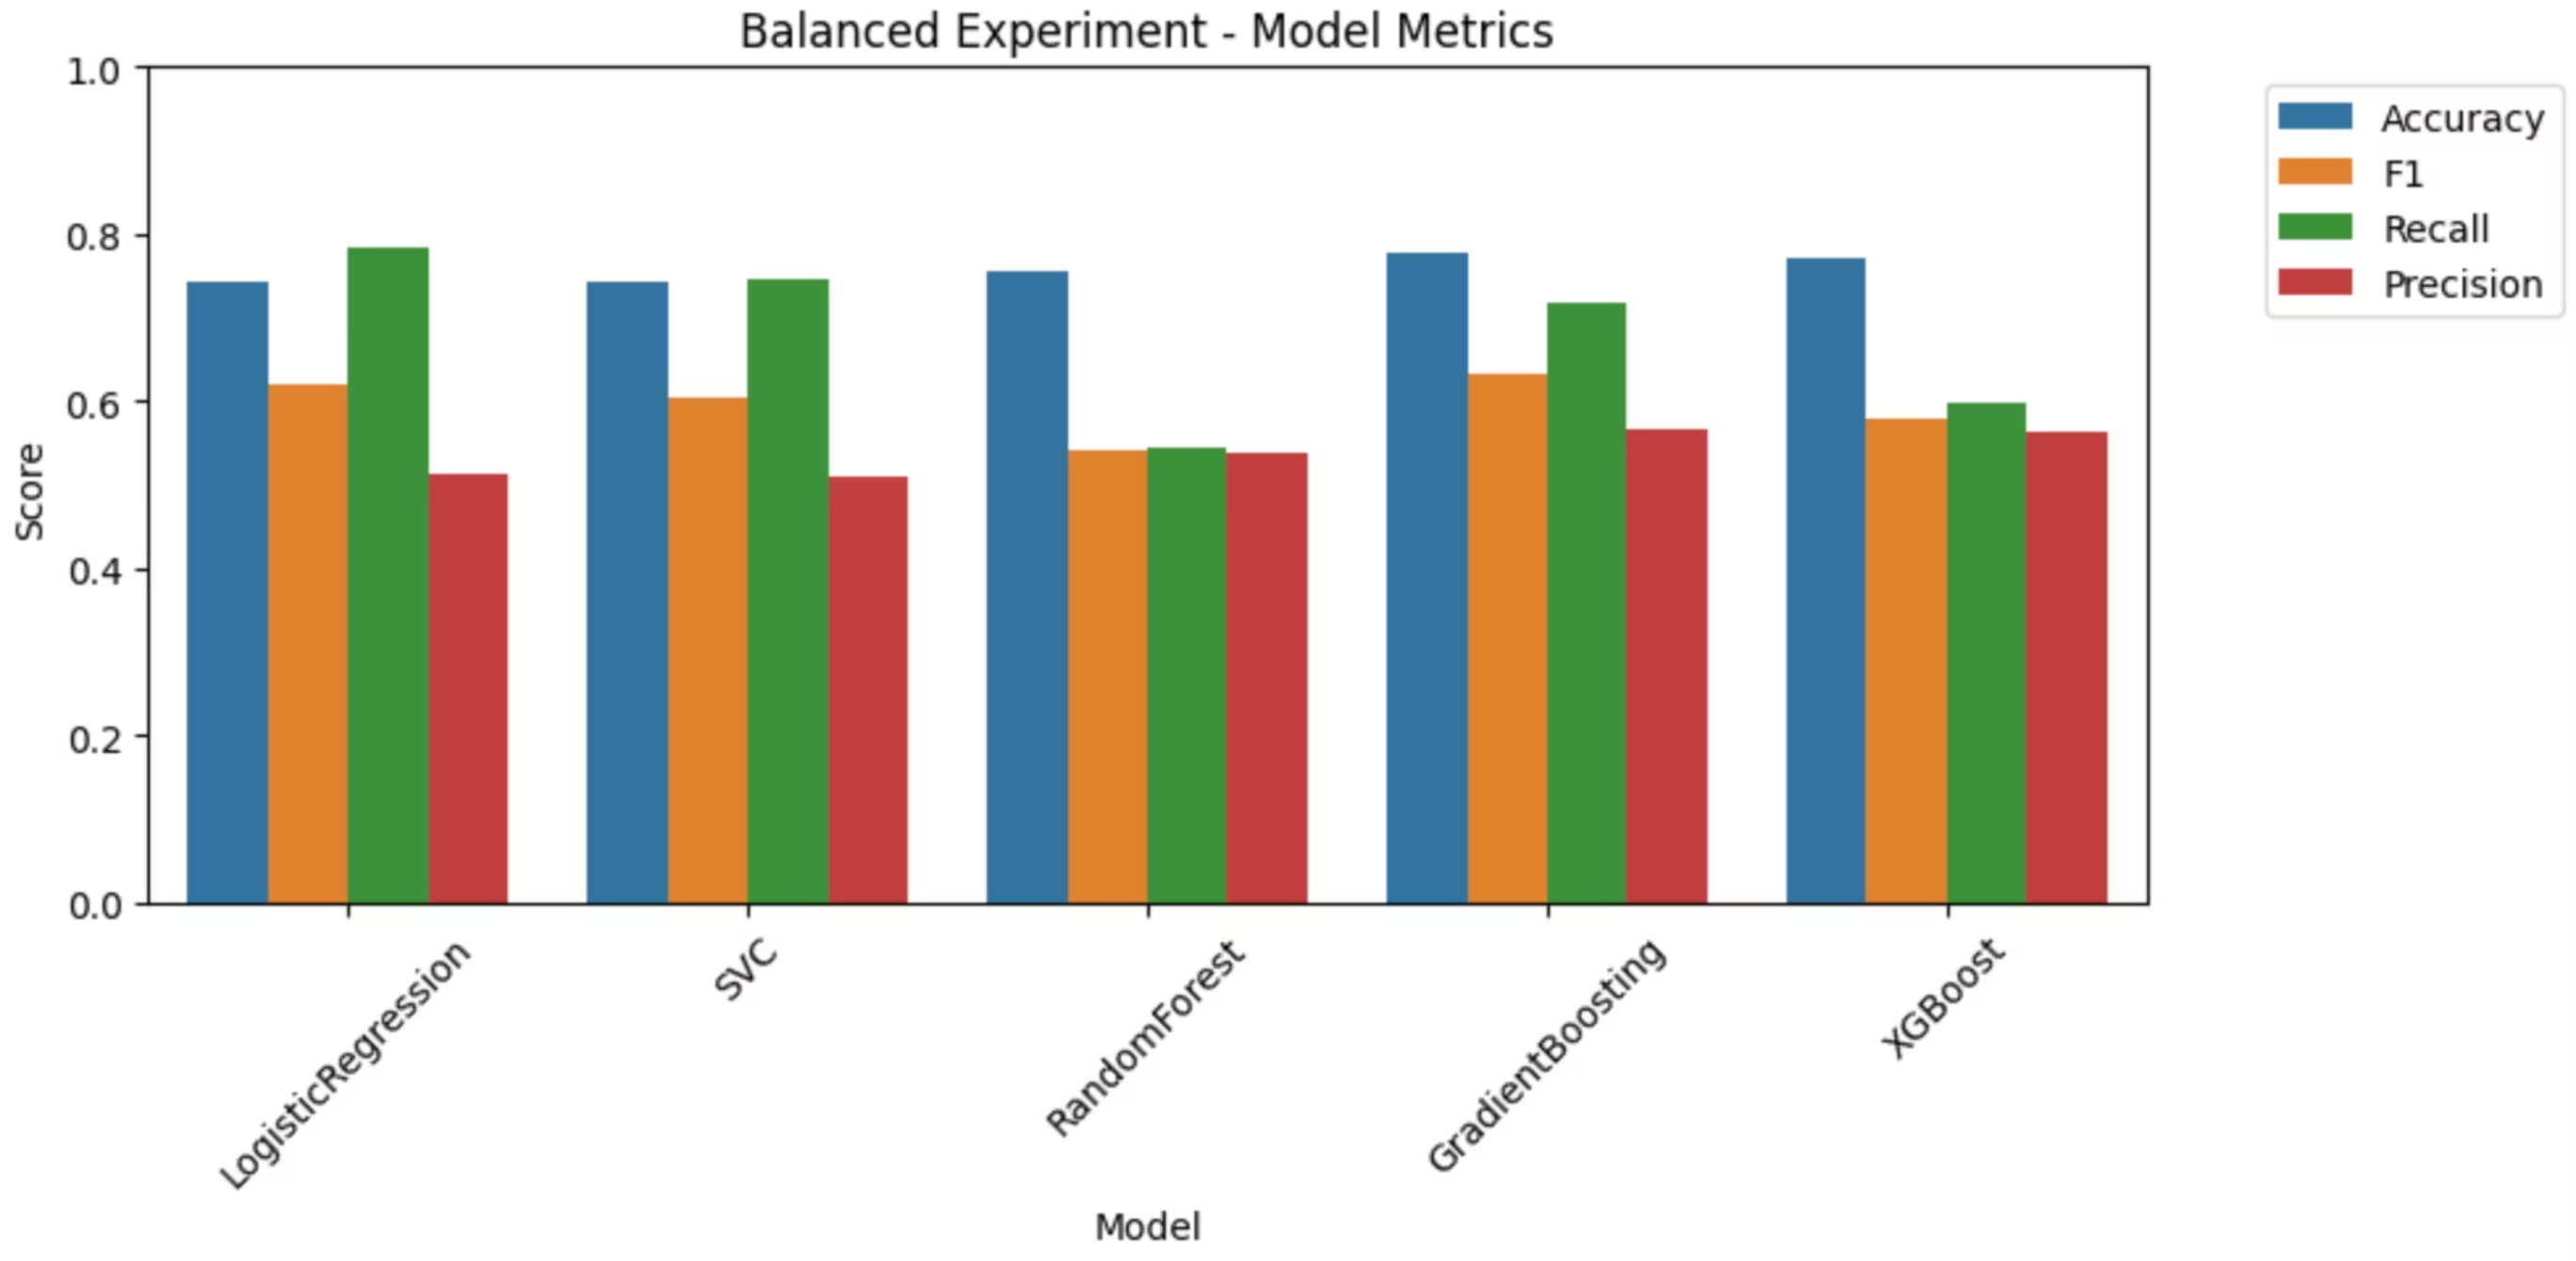 Balanced Experiment - Model Metrics
1.0
0.8
0.6
0.4
0.2
0.0
Score
LogisticRegression
SVC
RandomForest
GradientBoosting
XGBoost
Model
Accuracy
F1
Recall
Precision